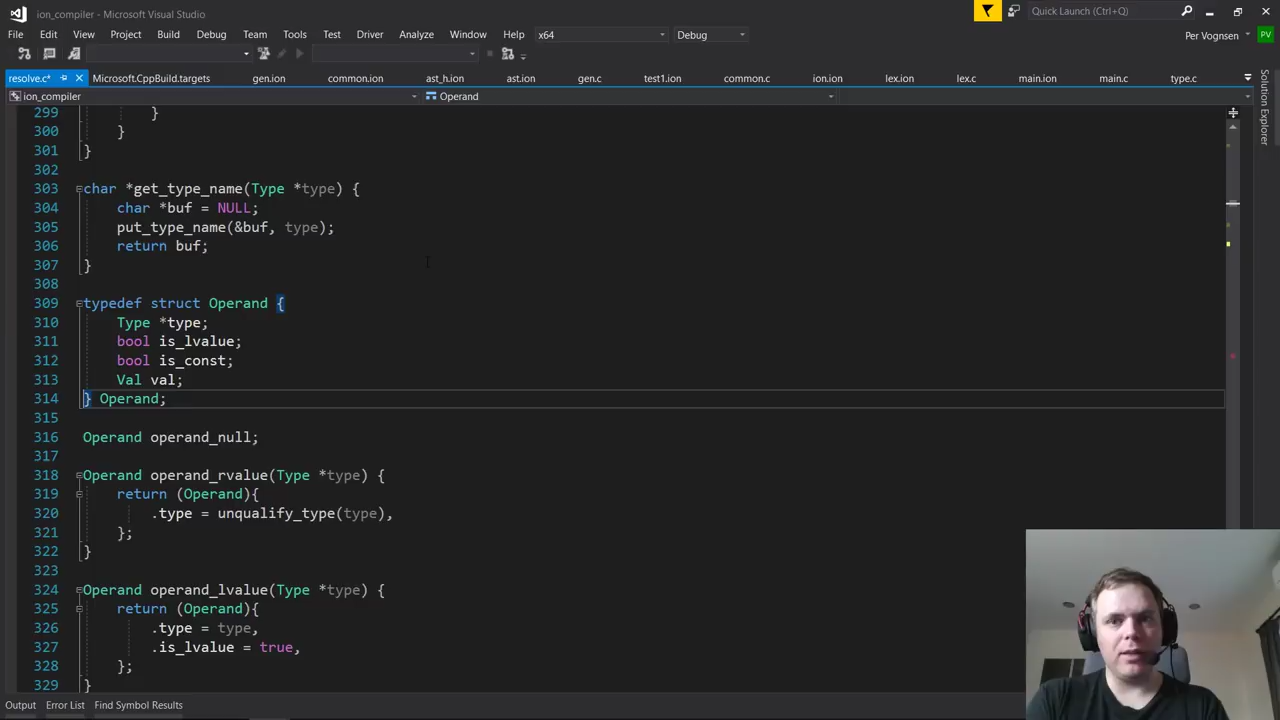 ion_compiler - Microsoft Visual Studio
Quick Launch (Ctrl+Q)
File Edit View Project Build Debug Team Tools Test Driver Analyze Window Help x64 Debug
Per Vognsen PV
resolve.c* Microsoft.CppBuild.targets gen.ion common.ion ast_h.ion ast.ion gen.c test1.ion common.c ion.ion lex.ion lex.c main.ion main.c type.c
Solution Explorer
ion_compiler Operand
299 }
300 }
301 }
302
303 char *get_type_name(Type *type) {
304 char *buf = NULL;
305 put_type_name(&buf, type);
306 return buf;
307 }
308
309 typedef struct Operand {
310 Type *type;
311 bool is_lvalue;
312 bool is_const;
313 Val val;
314 } Operand;
315
316 Operand operand_null;
317
318 Operand operand_rvalue(Type *type) {
319 return (Operand){
320 .type = unqualify_type(type),
321 };
322 }
323
324 Operand operand_lvalue(Type *type) {
325 return (Operand){
326 .type = type,
327 .is_lvalue = true,
328 };
329 }
Output Error List Find Symbol Results